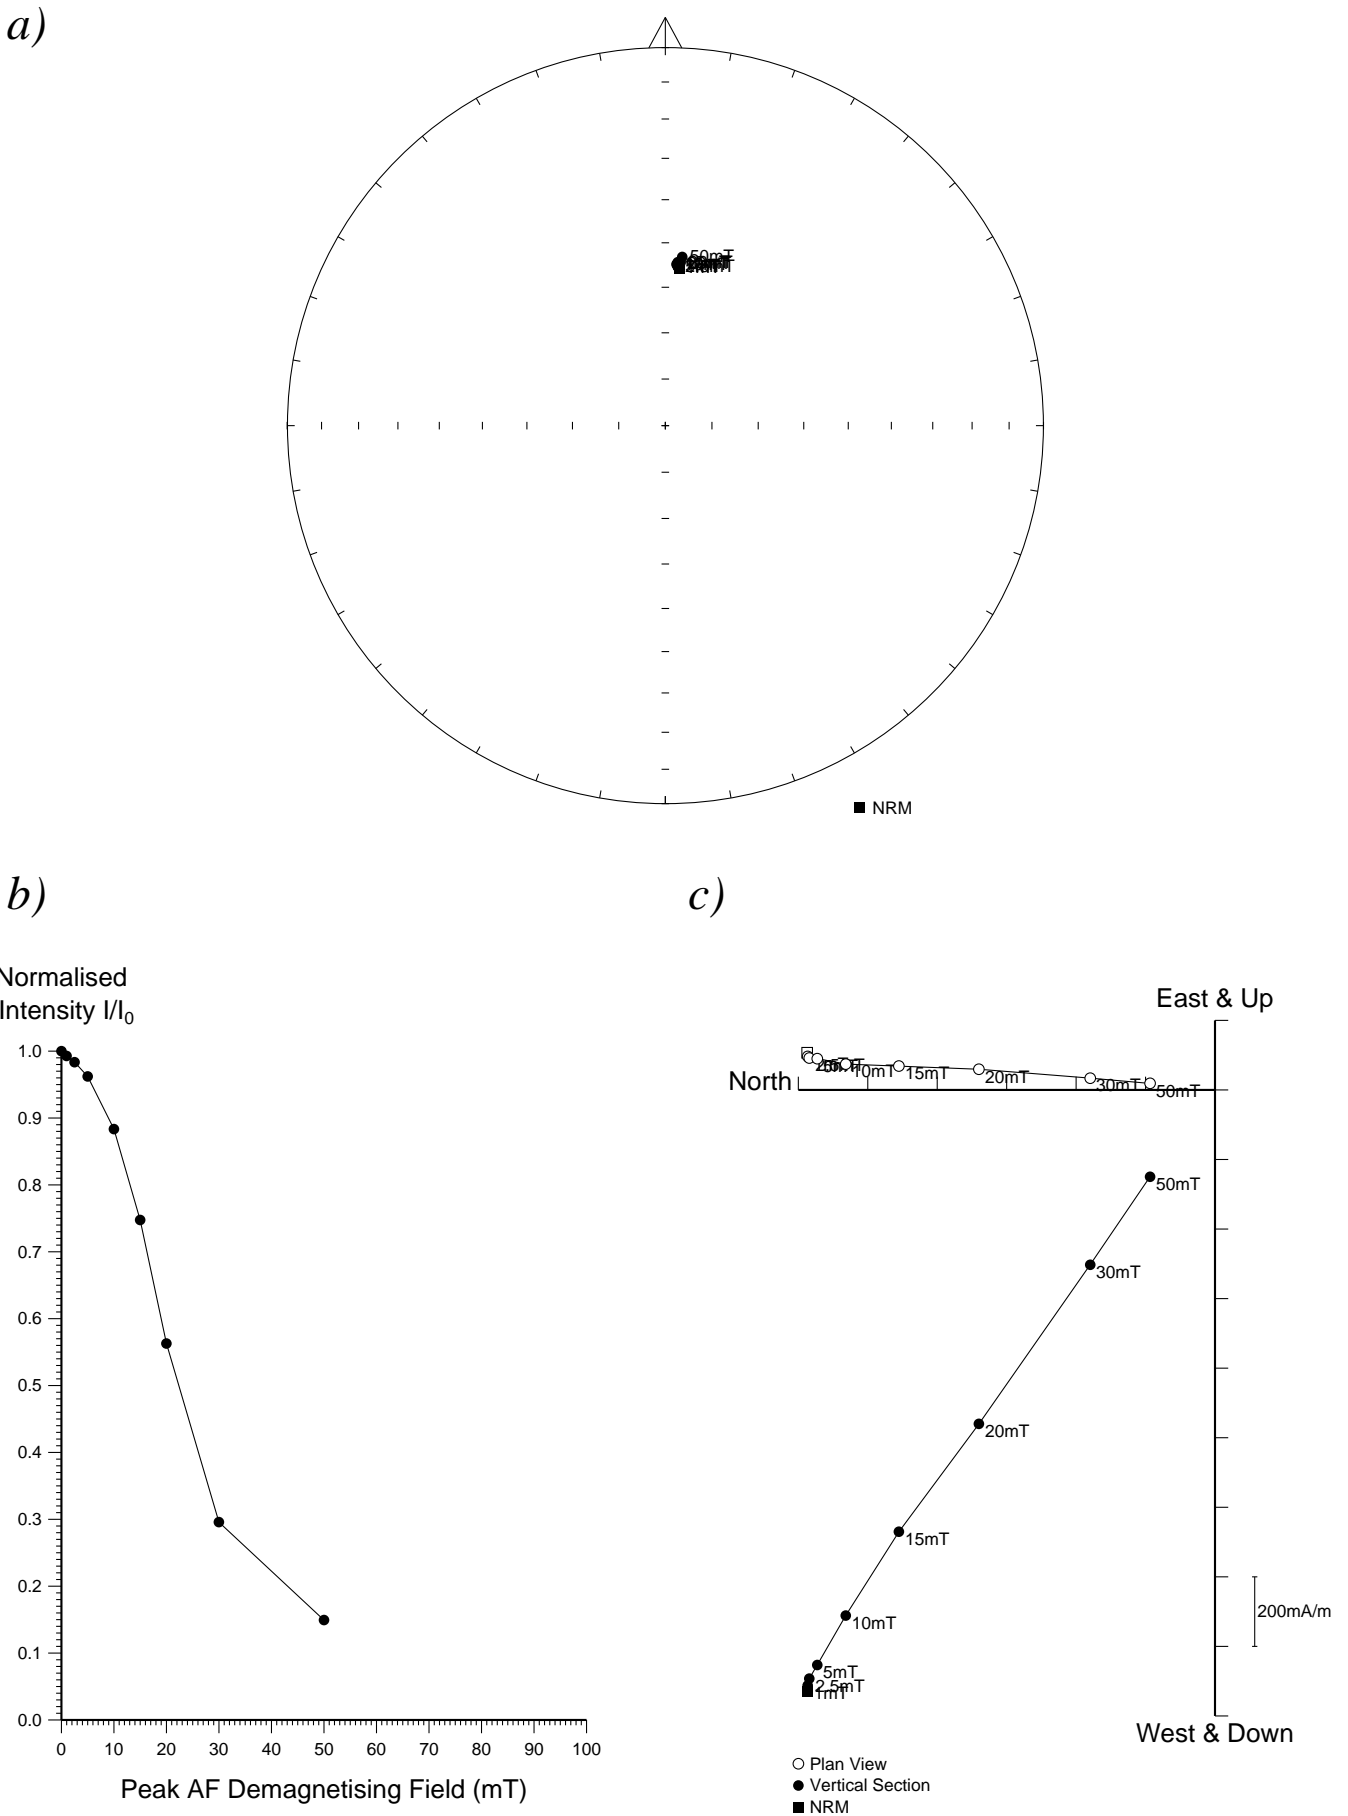 a)
50mT
NRM
b)
c)
Normalised
Intensity I/I0
1.0
0.9
0.8
0.7
0.6
0.5
0.4
0.3
0.2
0.1
0.0
0 10 20 30 40 50 60 70 80 90 100
Peak AF Demagnetising Field (mT)
East & Up
North
10mT
15mT
20mT
30mT
50mT
50mT
30mT
20mT
15mT
10mT
5mT
2.5mT
1mT
200mA/m
West & Down
Plan View
Vertical Section
NRM